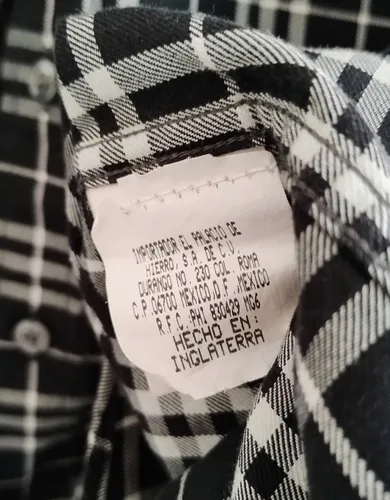 IMPORTADOR EL PALACIO DE
HIERRO, S.A. DE C.V.
DURANGO NO. 230 COL. ROMA
C.P. 06700 MEXICO, D.F. MEXICO
R.F.C. PHI 830429 MG6
HECHO EN:
INGLATERRA